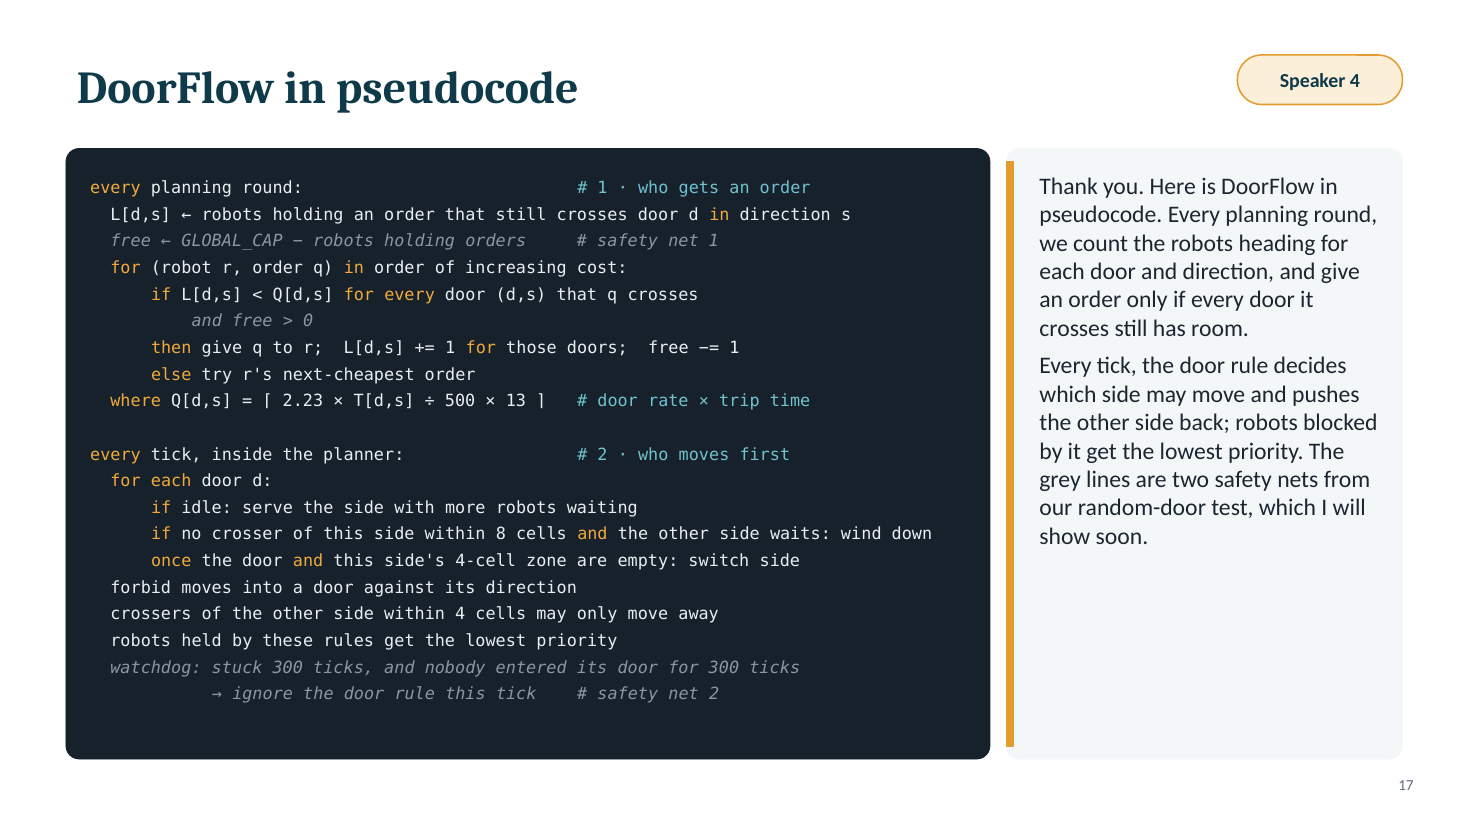 DoorFlow in pseudocode
Speaker 4
every planning round: # 1 · who gets an order
L[d,s] ← robots holding an order that still crosses door d in direction s
free ← GLOBAL_CAP − robots holding orders # safety net 1
for (robot r, order q) in order of increasing cost:
if L[d,s] < Q[d,s] for every door (d,s) that q crosses
and free > 0
then give q to r; L[d,s] += 1 for those doors; free −= 1
else try r's next-cheapest order
where Q[d,s] = ⌈ 2.23 × T[d,s] ÷ 500 × 13 ⌉ # door rate × trip time
every tick, inside the planner: # 2 · who moves first
for each door d:
if idle: serve the side with more robots waiting
if no crosser of this side within 8 cells and the other side waits: wind down
once the door and this side's 4-cell zone are empty: switch side
forbid moves into a door against its direction
crossers of the other side within 4 cells may only move away
robots held by these rules get the lowest priority
watchdog: stuck 300 ticks, and nobody entered its door for 300 ticks
→ ignore the door rule this tick # safety net 2
Thank you. Here is DoorFlow in
pseudocode. Every planning round,
we count the robots heading for
each door and direction, and give
an order only if every door it
crosses still has room.
Every tick, the door rule decides
which side may move and pushes
the other side back; robots blocked
by it get the lowest priority. The
grey lines are two safety nets from
our random-door test, which I will
show soon.
17